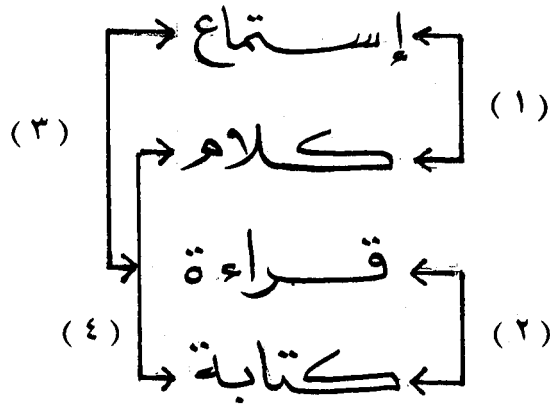 إستماع
( ١ )
( ٣ )
كلام
قراءة
( ٢ )
( ٤ )
كتابة